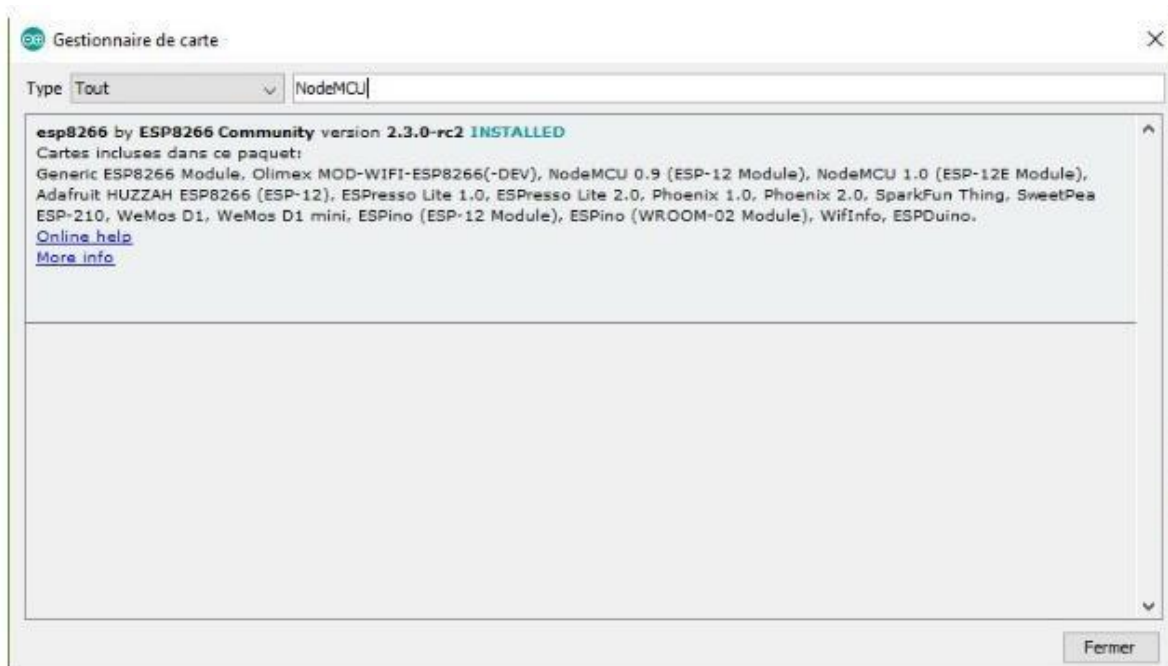 Gestionnaire de carte
Type Tout NodeMCU
esp8266 by ESP8266 Community version 2.3.0-rc2 INSTALLED
Cartes incluses dans ce paquet:
Generic ESP8266 Module, Olimex MOD-WIFI-ESP8266(-DEV), NodeMCU 0.9 (ESP-12 Module), NodeMCU 1.0 (ESP-12E Module),
Adafruit HUZZAH ESP8266 (ESP-12), ESPresso Lite 1.0, ESPresso Lite 2.0, Phoenix 1.0, Phoenix 2.0, SparkFun Thing, SweetPea
ESP-210, WeMos D1, WeMos D1 mini, ESPino (ESP-12 Module), ESPino (WROOM-02 Module), WifInfo, ESPDuino.
Online help
More info
Fermer